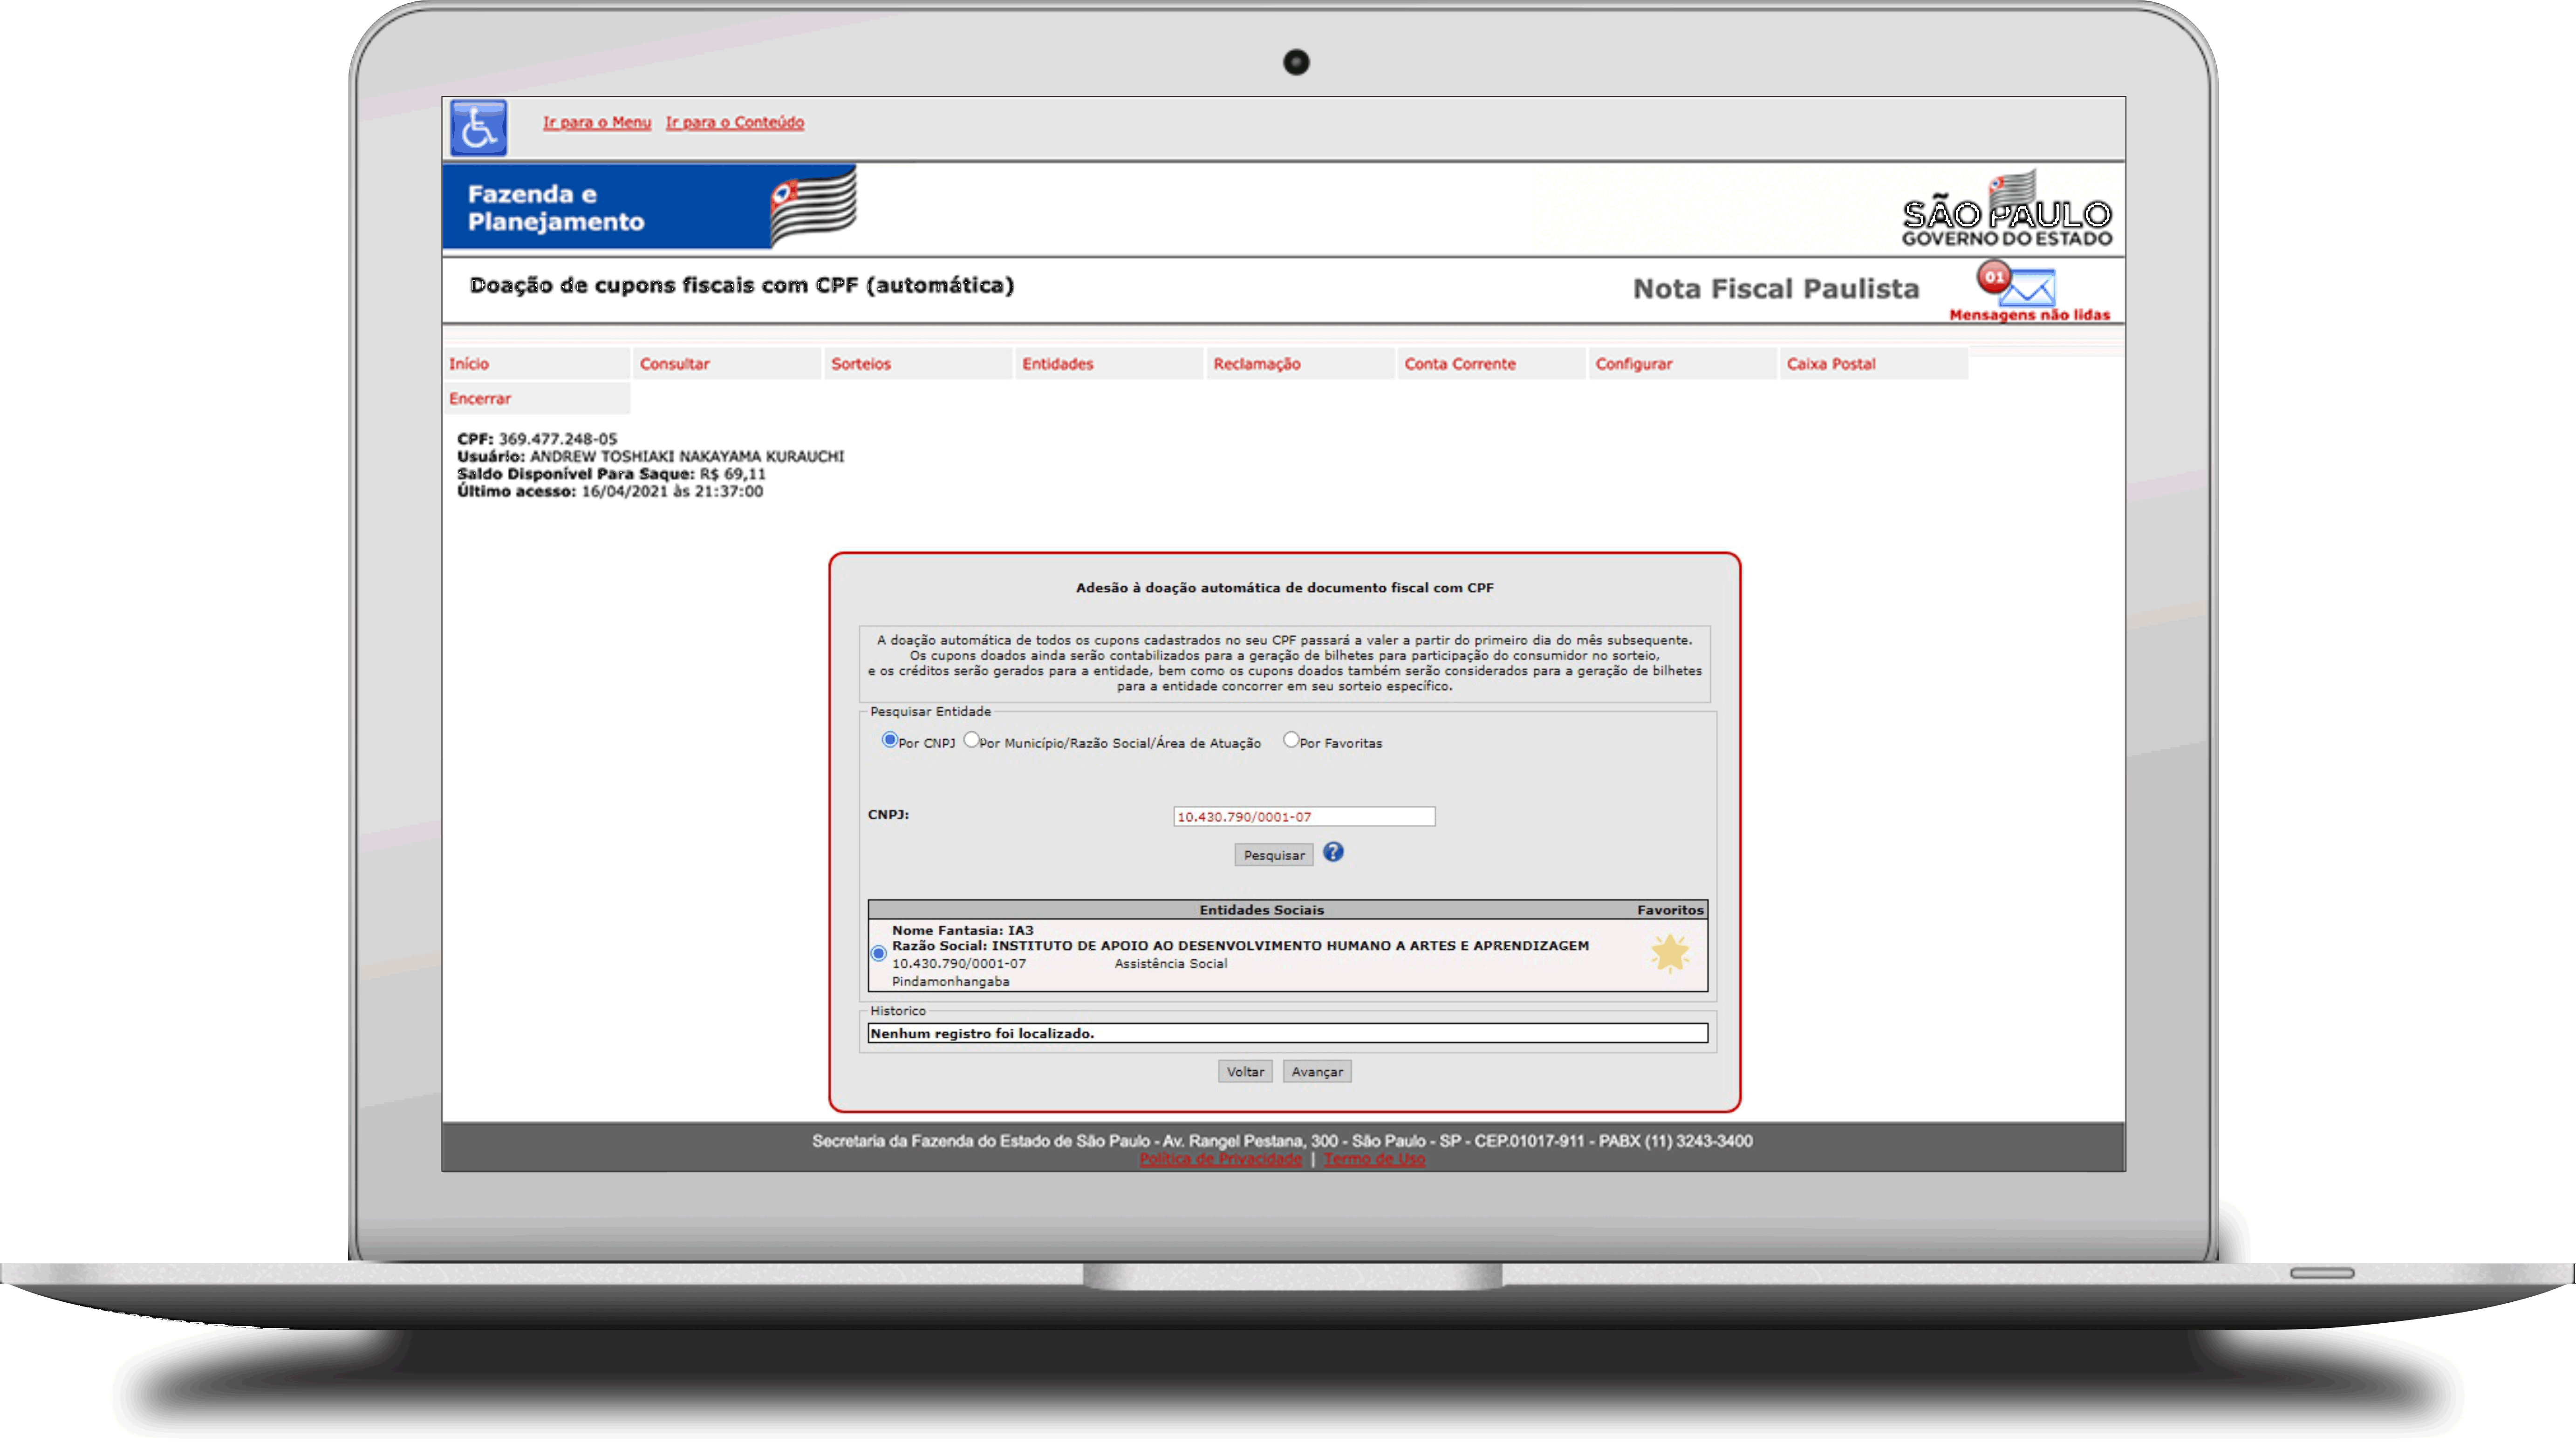 Ir para o Menu Ir para o Conteúdo
Fazenda e
Planejamento
SÃO PAULO
GOVERNO DO ESTADO
Doação de cupons fiscais com CPF (automática)
Nota Fiscal Paulista
01
Mensagens não lidas
Início Consultar Sorteios Entidades Reclamação Conta Corrente Configurar Caixa Postal
Encerrar
CPF: 369.477.248-05
Usuário: ANDREW TOSHIAKI NAKAYAMA KURAUCHI
Saldo Disponível Para Saque: R$ 69,11
Último acesso: 16/04/2021 às 21:37:00
Adesão à doação automática de documento fiscal com CPF
A doação automática de todos os cupons cadastrados no seu CPF passará a valer a partir do primeiro dia do mês subsequente.
Os cupons doados ainda serão contabilizados para a geração de bilhetes para participação do consumidor no sorteio,
e os créditos serão gerados para a entidade, bem como os cupons doados também serão considerados para a geração de bilhetes
para a entidade concorrer em seu sorteio específico.
Pesquisar Entidade
Por CNPJ Por Município/Razão Social/Área de Atuação Por Favoritas
CNPJ: 10.430.790/0001-07
Pesquisar ?
Entidades Sociais Favoritos
Nome Fantasia: IA3
Razão Social: INSTITUTO DE APOIO AO DESENVOLVIMENTO HUMANO A ARTES E APRENDIZAGEM
10.430.790/0001-07 Assistência Social
Pindamonhangaba
Historico
Nenhum registro foi localizado.
Voltar Avançar
Secretaria da Fazenda do Estado de São Paulo - Av. Rangel Pestana, 300 - São Paulo - SP - CEP.01017-911 - PABX (11) 3243-3400
Política de Privacidade | Termo de Uso